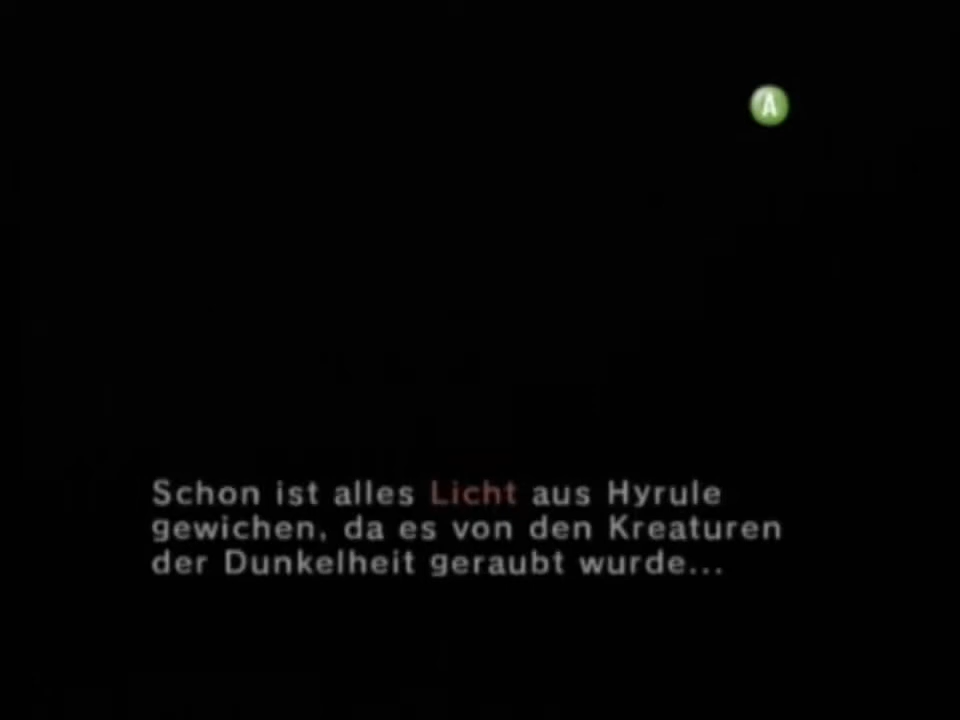 A
Schon ist alles Licht aus Hyrule
gewichen, da es von den Kreaturen
der Dunkelheit geraubt wurde...